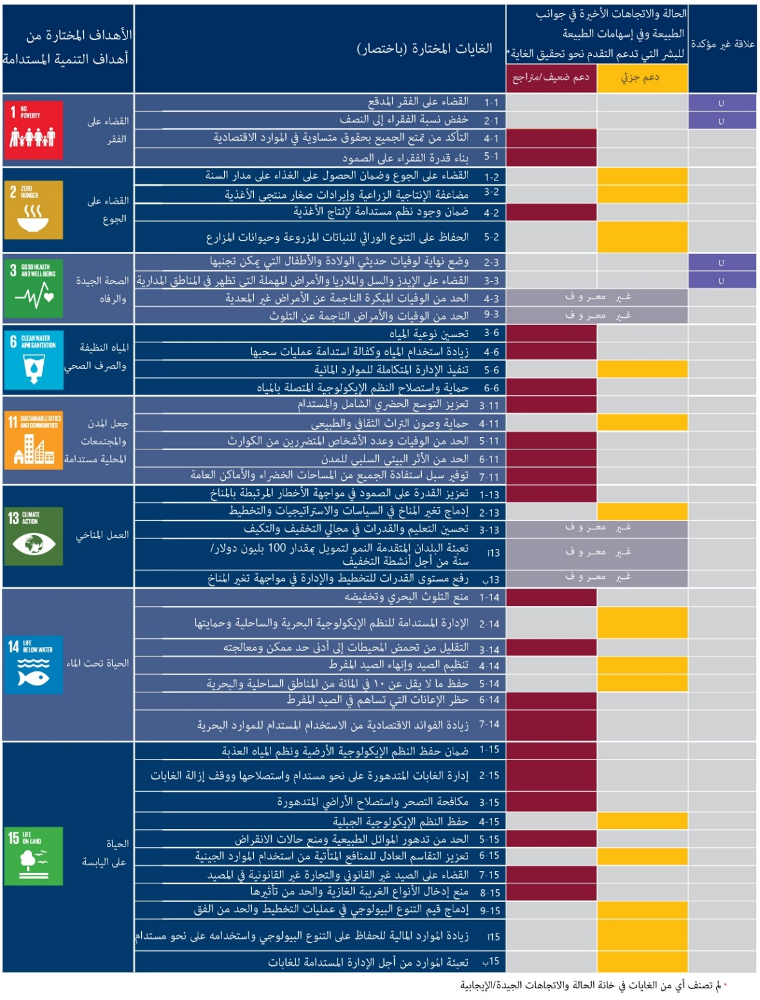 الأهداف المختارة من
أهداف التنمية المستدامة
الغايات المختارة (باختصار)
الحالة والاتجاهات الأخيرة في جوانب
الطبيعة وفي إسهامات الطبيعة
للبشر التي تدعم التقدم نحو تحقيق الغاية*
علاقة غير مؤكدة
دعم ضعيف/متراجع
دعم جزئي
1 NO
POVERTY
القضاء على
الفقر
1-1 القضاء على الفقر المدقع U
2-1 خفض نسبة الفقراء إلى النصف U
4-1 التأكد من تمتع الجميع بحقوق متساوية في الموارد الاقتصادية
5-1 بناء قدرة الفقراء على الصمود
2 ZERO
HUNGER
القضاء على
الجوع
1-2 القضاء على الجوع وضمان الحصول على الغذاء على مدار السنة
3-2 مضاعفة الإنتاجية الزراعية وإيرادات صغار منتجي الأغذية
4-2 ضمان وجود نظم مستدامة لإنتاج الأغذية
5-2 الحفاظ على التنوع الوراثي للنباتات المزروعة وحيوانات المزارع
3 GOOD HEALTH
AND WELL-BEING
الصحة الجيدة
والرفاه
2-3 وضع نهاية لوفيات حديثي الولادة والأطفال التي يمكن تجنبها U
3-3 القضاء على الإيدز والسل والملاريا والأمراض المهملة التي تظهر في المناطق المدارية U
4-3 الحد من الوفيات المبكرة الناجمة عن الأمراض غير المعدية غـير معـروف
9-3 الحد من الوفيات والأمراض الناجمة عن التلوث غـير معـروف
6 CLEAN WATER
AND SANITATION
المياه النظيفة
والصرف الصحي
3-6 تحسين نوعية المياه
4-6 زيادة استخدام المياه وكفالة استدامة عمليات سحبها
5-6 تنفيذ الإدارة المتكاملة للموارد المائية
6-6 حماية واستصلاح النظم الإيكولوجية المتصلة بالمياه
11 SUSTAINABLE CITIES
AND COMMUNITIES
جعل المدن
والمجتمعات
المحلية مستدامة
3-11 تعزيز التوسع الحضري الشامل والمستدام
4-11 حماية وصون التراث الثقافي والطبيعي
5-11 الحد من الوفيات وعدد الأشخاص المتضررين من الكوارث
6-11 الحد من الأثر البيئي السلبي للمدن
7-11 توفير سبل استفادة الجميع من المساحات الخضراء والأماكن العامة
13 CLIMATE
ACTION
العمل المناخي
1-13 تعزيز القدرة على الصمود في مواجهة الأخطار المرتبطة بالمناخ
2-13 إدماج تغير المناخ في السياسات والاستراتيجيات والتخطيط
3-13 تحسين التعليم والقدرات في مجالي التخفيف والتكيف غـير معـروف
13أ تعبئة البلدان المتقدمة النمو لتمويل بمقدار 100 بليون دولار/
سنة من أجل أنشطة التخفيف غـير معـروف
13ب رفع مستوى القدرات للتخطيط والإدارة في مواجهة تغير المناخ غـير معـروف
14 LIFE
BELOW WATER
الحياة تحت الماء
1-14 منع التلوث البحري وتخفيضه
2-14 الإدارة المستدامة للنظم الإيكولوجية البحرية والساحلية وحمايتها
3-14 التقليل من تحمض المحيطات إلى أدنى حد ممكن ومعالجته
4-14 تنظيم الصيد وإنهاء الصيد المفرط
5-14 حفظ ما لا يقل عن ١٠ في المائة من المناطق الساحلية والبحرية
6-14 حظر الإعانات التي تساهم في الصيد المفرط
7-14 زيادة الفوائد الاقتصادية من الاستخدام المستدام للموارد البحرية
15 LIFE
ON LAND
الحياة
على اليابسة
1-15 ضمان حفظ النظم الإيكولوجية الأرضية ونظم المياه العذبة
2-15 إدارة الغابات المتدهورة على نحو مستدام واستصلاحها ووقف إزالة الغابات
3-15 مكافحة التصحر واستصلاح الأراضي المتدهورة
4-15 حفظ النظم الإيكولوجية الجبلية
5-15 الحد من تدهور الموائل الطبيعية ومنع حالات الانقراض
6-15 تعزيز التقاسم العادل للمنافع المتأتية من استخدام الموارد الجينية
7-15 القضاء على الصيد غير القانوني والتجارة غير القانونية في المصيد
8-15 منع إدخال الأنواع الغريبة الغازية والحد من تأثيرها
9-15 إدماج قيم التنوع البيولوجي في عمليات التخطيط والحد من الفق
15أ زيادة الموارد المالية للحفاظ على التنوع البيولوجي واستخدامه على نحو مستدام
15ب تعبئة الموارد من أجل الإدارة المستدامة للغابات
* لم تصنف أي من الغايات في خانة الحالة والاتجاهات الجيدة/الإيجابية